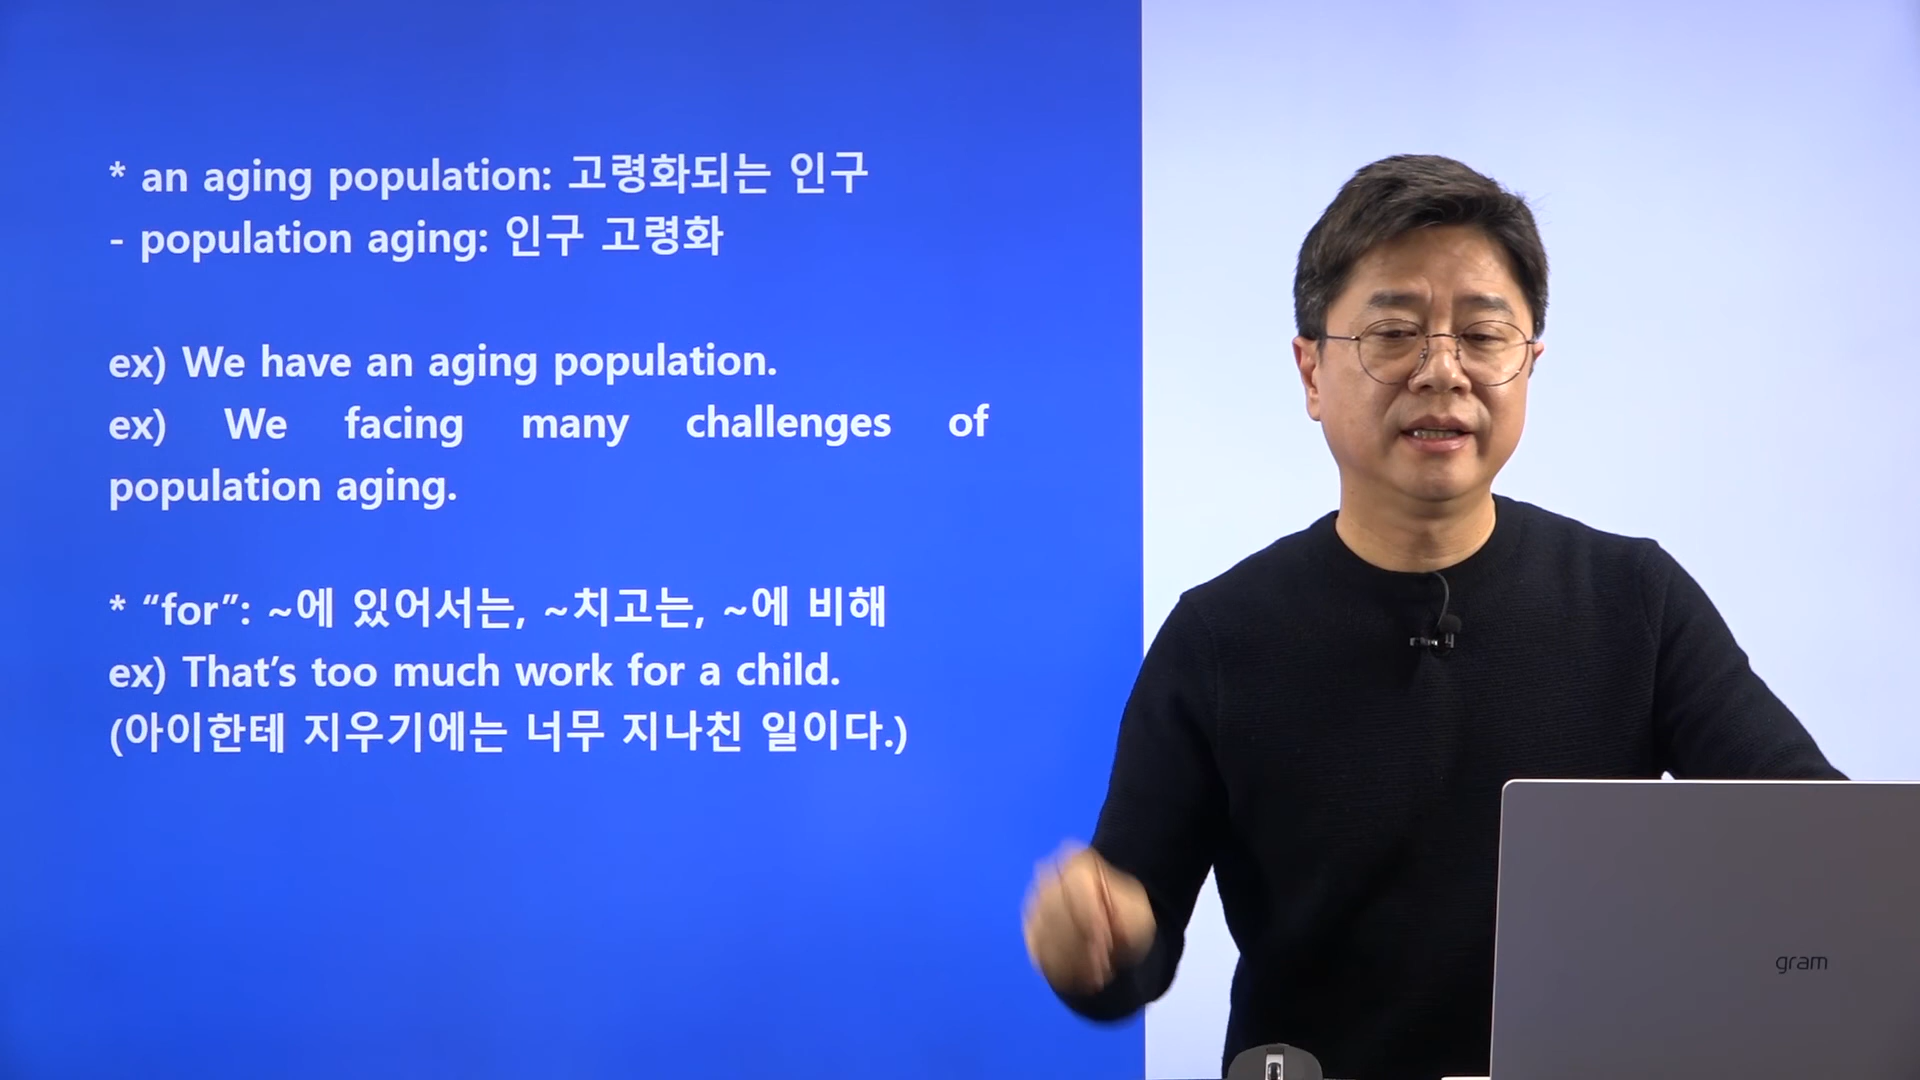 * an aging population: 고령화되는 인구
- population aging: 인구 고령화
ex) We have an aging population.
ex) We facing many challenges of
population aging.
* “for”: ~에 있어서는, ~치고는, ~에 비해
ex) That’s too much work for a child.
(아이한테 지우기에는 너무 지나친 일이다.)
gram